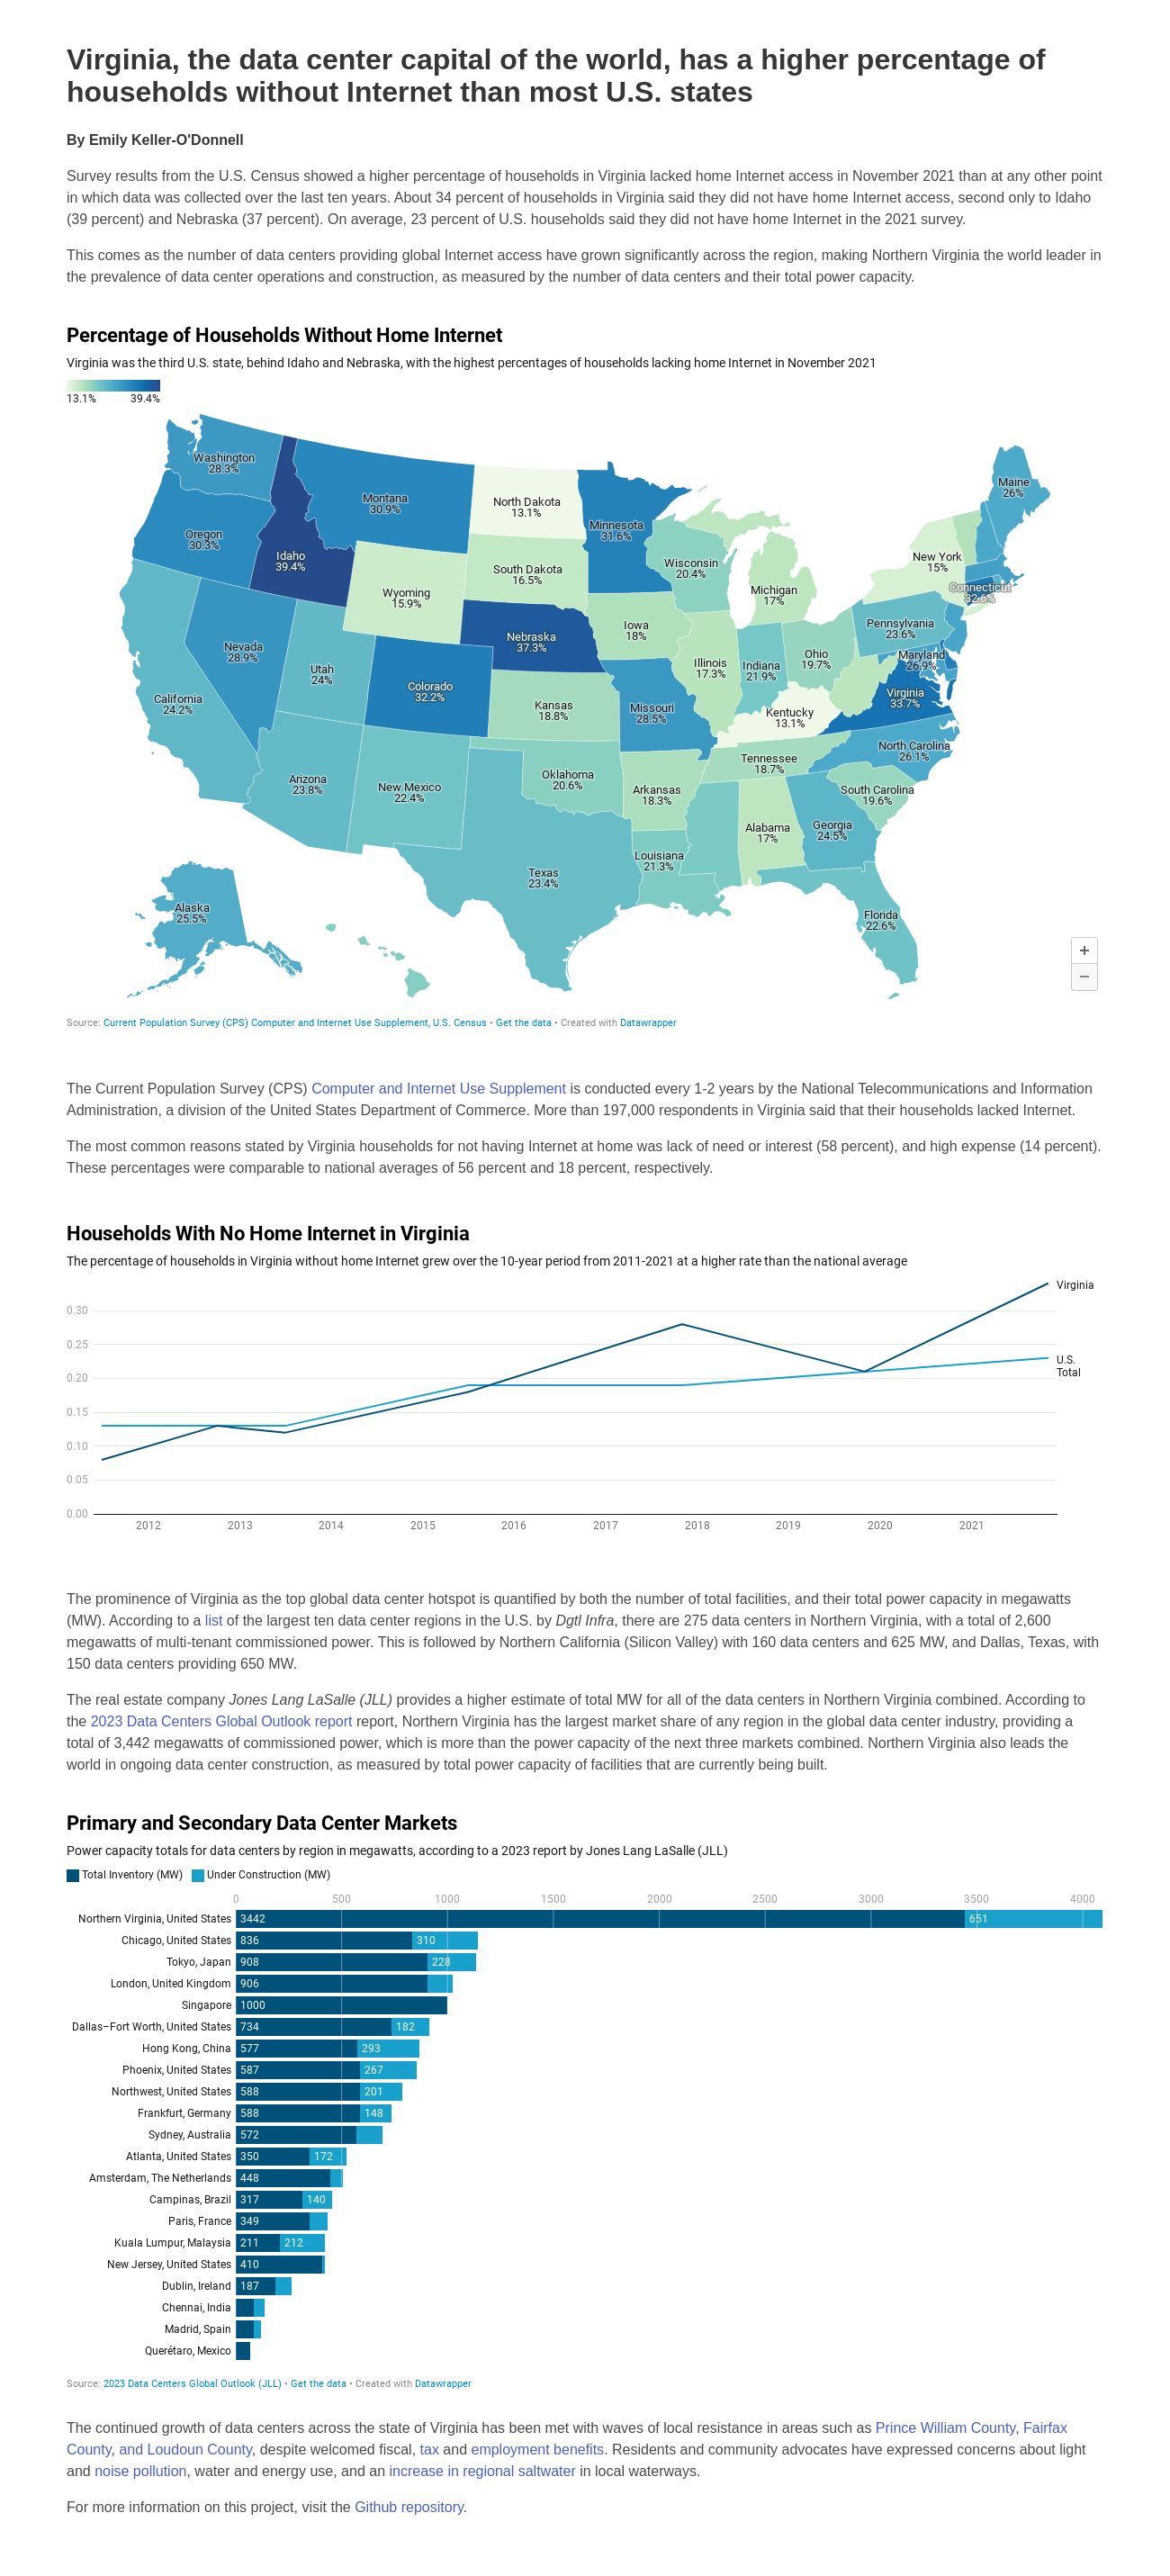 Virginia, the data center capital of the world, has a higher percentage of
households without Internet than most U.S. states
By Emily Keller-O'Donnell
Survey results from the U.S. Census showed a higher percentage of households in Virginia lacked home Internet access in November 2021 than at any other point
in which data was collected over the last ten years. About 34 percent of households in Virginia said they did not have home Internet access, second only to Idaho
(39 percent) and Nebraska (37 percent). On average, 23 percent of U.S. households said they did not have home Internet in the 2021 survey.
This comes as the number of data centers providing global Internet access have grown significantly across the region, making Northern Virginia the world leader in
the prevalence of data center operations and construction, as measured by the number of data centers and their total power capacity.
Percentage of Households Without Home Internet
Virginia was the third U.S. state, behind Idaho and Nebraska, with the highest percentages of households lacking home Internet in November 2021
13.1% 39.4%
Washington
28.3%
Montana
30.9%
North Dakota
13.1%
Minnesota
31.6%
Maine
26%
Oregon
30.3%
Idaho
39.4%
South Dakota
16.5%
Wisconsin
20.4%
New York
15%
Wyoming
15.9%
Michigan
17%
Connecticut
32.6%
Iowa
18%
Pennsylvania
23.6%
Nebraska
37.3%
Nevada
28.9%
Utah
24%
Illinois
17.3%
Indiana
21.9%
Ohio
19.7%
Maryland
26.9%
Colorado
32.2%
California
24.2%
Kansas
18.8%
Missouri
28.5%
Virginia
33.7%
Kentucky
13.1%
North Carolina
26.1%
Tennessee
18.7%
Arizona
23.8%
New Mexico
22.4%
Oklahoma
20.6%
Arkansas
18.3%
South Carolina
19.6%
Alabama
17%
Georgia
24.5%
Louisiana
21.3%
Texas
23.4%
Alaska
25.5%
Florida
22.6%
+
−
Source: Current Population Survey (CPS) Computer and Internet Use Supplement, U.S. Census • Get the data • Created with Datawrapper
The Current Population Survey (CPS) Computer and Internet Use Supplement is conducted every 1-2 years by the National Telecommunications and Information
Administration, a division of the United States Department of Commerce. More than 197,000 respondents in Virginia said that their households lacked Internet.
The most common reasons stated by Virginia households for not having Internet at home was lack of need or interest (58 percent), and high expense (14 percent).
These percentages were comparable to national averages of 56 percent and 18 percent, respectively.
Households With No Home Internet in Virginia
The percentage of households in Virginia without home Internet grew over the 10-year period from 2011-2021 at a higher rate than the national average
Virginia
0.30
0.25
U.S.
Total
0.20
0.15
0.10
0.05
0.00
2012 2013 2014 2015 2016 2017 2018 2019 2020 2021
The prominence of Virginia as the top global data center hotspot is quantified by both the number of total facilities, and their total power capacity in megawatts
(MW). According to a list of the largest ten data center regions in the U.S. by Dgtl Infra, there are 275 data centers in Northern Virginia, with a total of 2,600
megawatts of multi-tenant commissioned power. This is followed by Northern California (Silicon Valley) with 160 data centers and 625 MW, and Dallas, Texas, with
150 data centers providing 650 MW.
The real estate company Jones Lang LaSalle (JLL) provides a higher estimate of total MW for all of the data centers in Northern Virginia combined. According to
the 2023 Data Centers Global Outlook report report, Northern Virginia has the largest market share of any region in the global data center industry, providing a
total of 3,442 megawatts of commissioned power, which is more than the power capacity of the next three markets combined. Northern Virginia also leads the
world in ongoing data center construction, as measured by total power capacity of facilities that are currently being built.
Primary and Secondary Data Center Markets
Power capacity totals for data centers by region in megawatts, according to a 2023 report by Jones Lang LaSalle (JLL)
Total Inventory (MW) Under Construction (MW)
0 500 1000 1500 2000 2500 3000 3500 4000
Northern Virginia, United States 3442 651
Chicago, United States 836 310
Tokyo, Japan 908 228
London, United Kingdom 906
Singapore 1000
Dallas–Fort Worth, United States 734 182
Hong Kong, China 577 293
Phoenix, United States 587 267
Northwest, United States 588 201
Frankfurt, Germany 588 148
Sydney, Australia 572
Atlanta, United States 350 172
Amsterdam, The Netherlands 448
Campinas, Brazil 317 140
Paris, France 349
Kuala Lumpur, Malaysia 211 212
New Jersey, United States 410
Dublin, Ireland 187
Chennai, India
Madrid, Spain
Querétaro, Mexico
Source: 2023 Data Centers Global Outlook (JLL) • Get the data • Created with Datawrapper
The continued growth of data centers across the state of Virginia has been met with waves of local resistance in areas such as Prince William County, Fairfax
County, and Loudoun County, despite welcomed fiscal, tax and employment benefits. Residents and community advocates have expressed concerns about light
and noise pollution, water and energy use, and an increase in regional saltwater in local waterways.
For more information on this project, visit the Github repository.